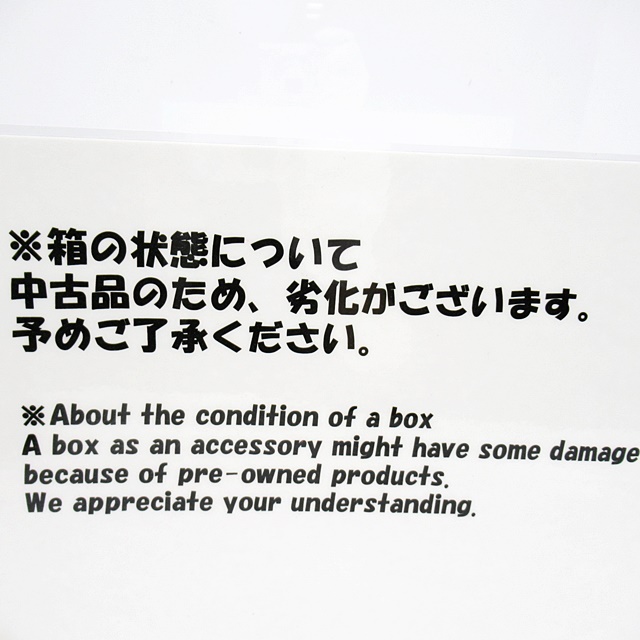 ※箱の状態について
中古品のため、劣化がございます。
予めご了承ください。
※About the condition of a box
A box as an accessory might have some damage
because of pre-owned products.
We appreciate your understanding.